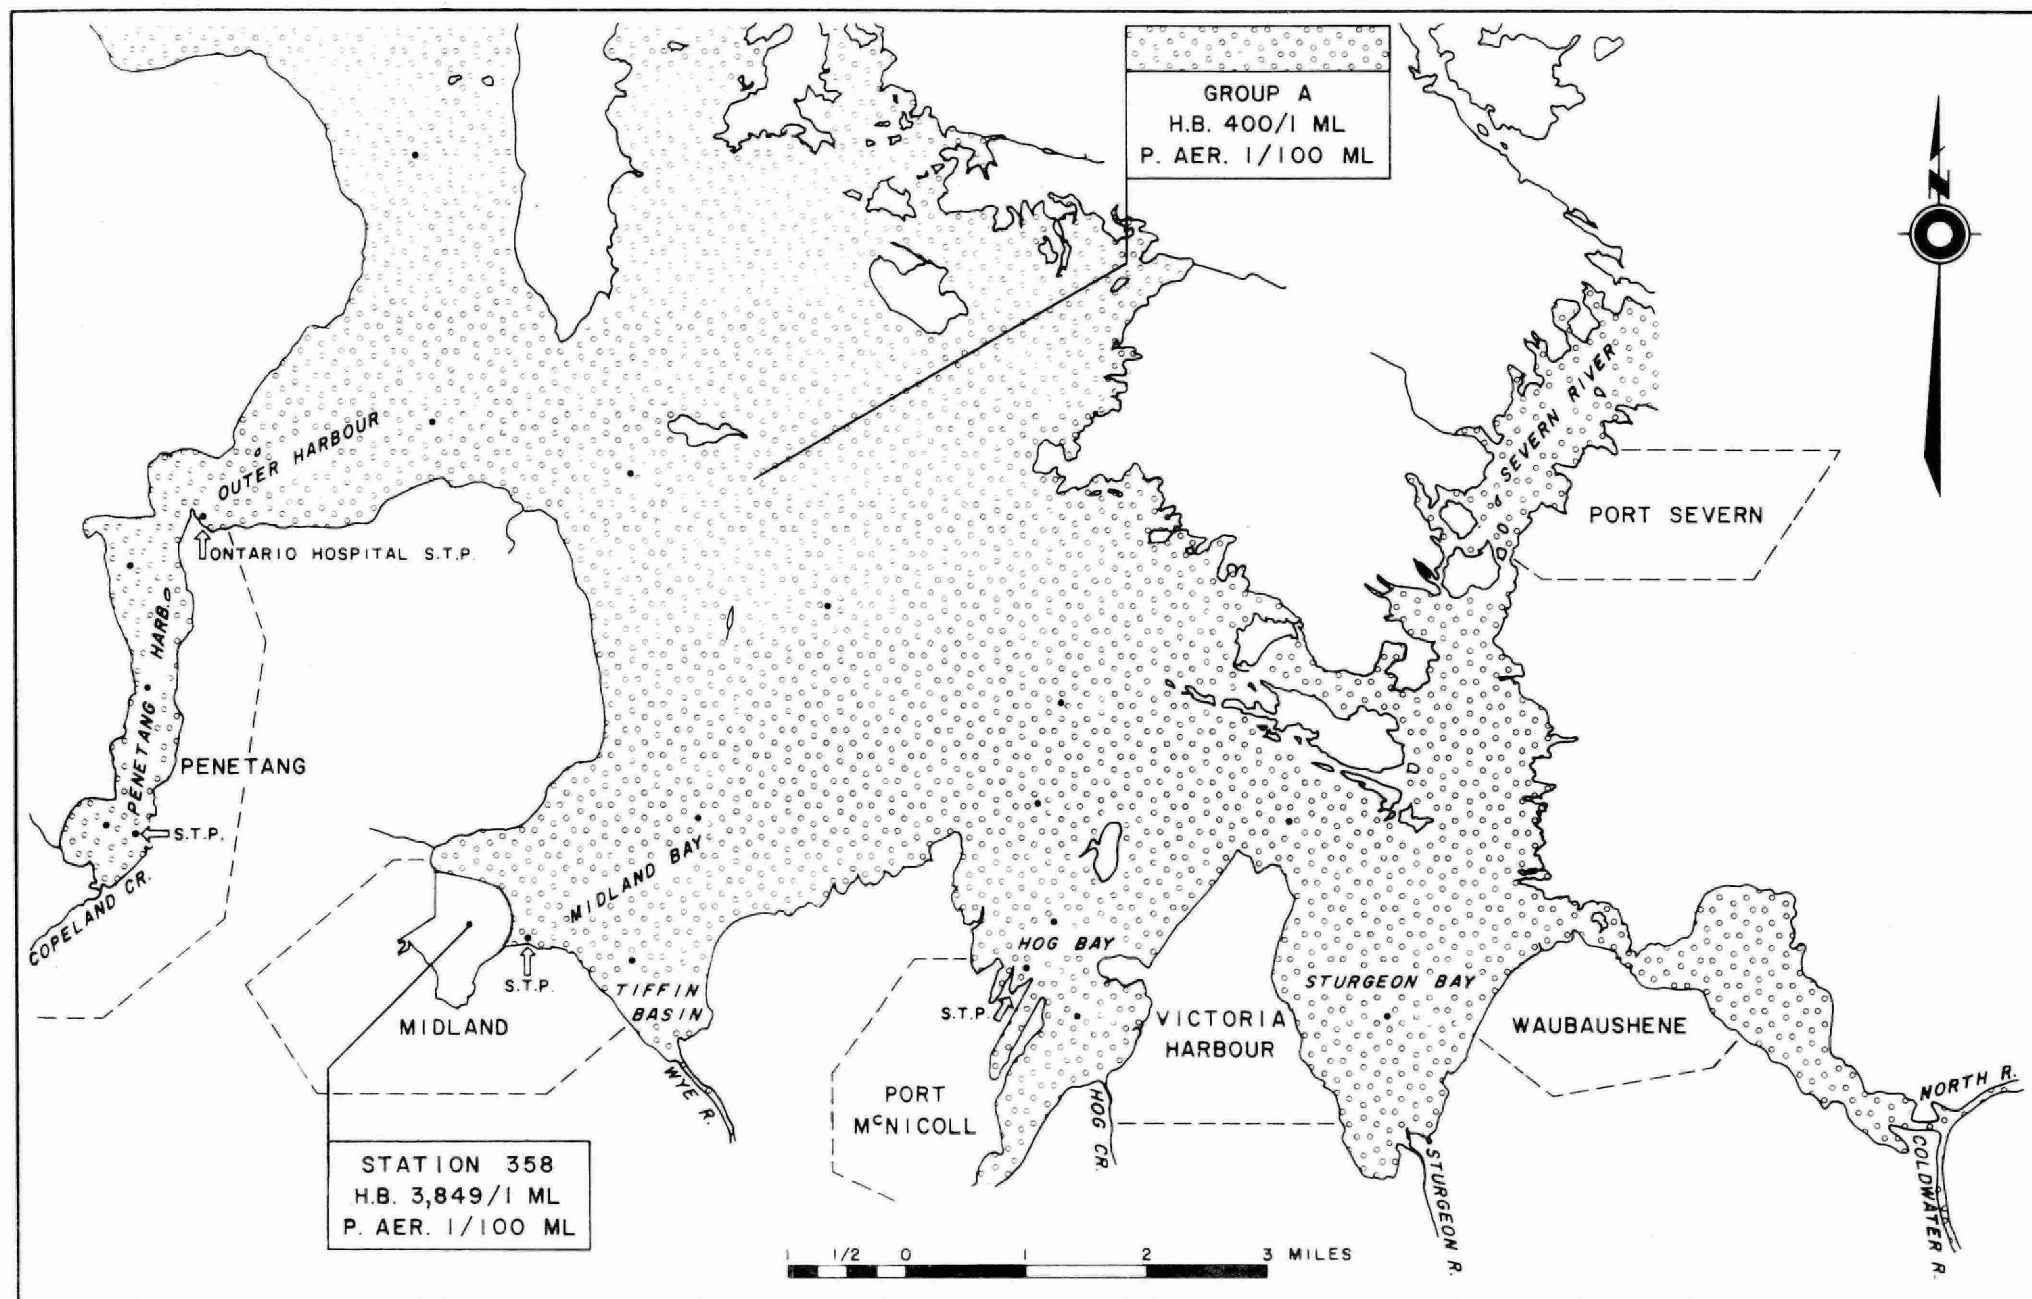 GROUP A
H.B. 400/1 ML
P. AER. 1/100 ML
N
SEVERN RIVER
OUTER HARBOUR
PORT SEVERN
ONTARIO HOSPITAL S.T.P.
PENETANG HARB.
PENETANG
S.T.P.
COPELAND CR.
MIDLAND BAY
HOG BAY
S.T.P.
TIFFIN
BASIN
STURGEON BAY
S.T.P.
MIDLAND
VICTORIA
HARBOUR
WAUBAUSHENE
WYE R.
PORT
McNICOLL
HOG CR.
NORTH R.
STURGEON R.
COLDWATER R.
STATION 358
H.B. 3,849/1 ML
P. AER. 1/100 ML
1 1/2 0 1 2 3 MILES